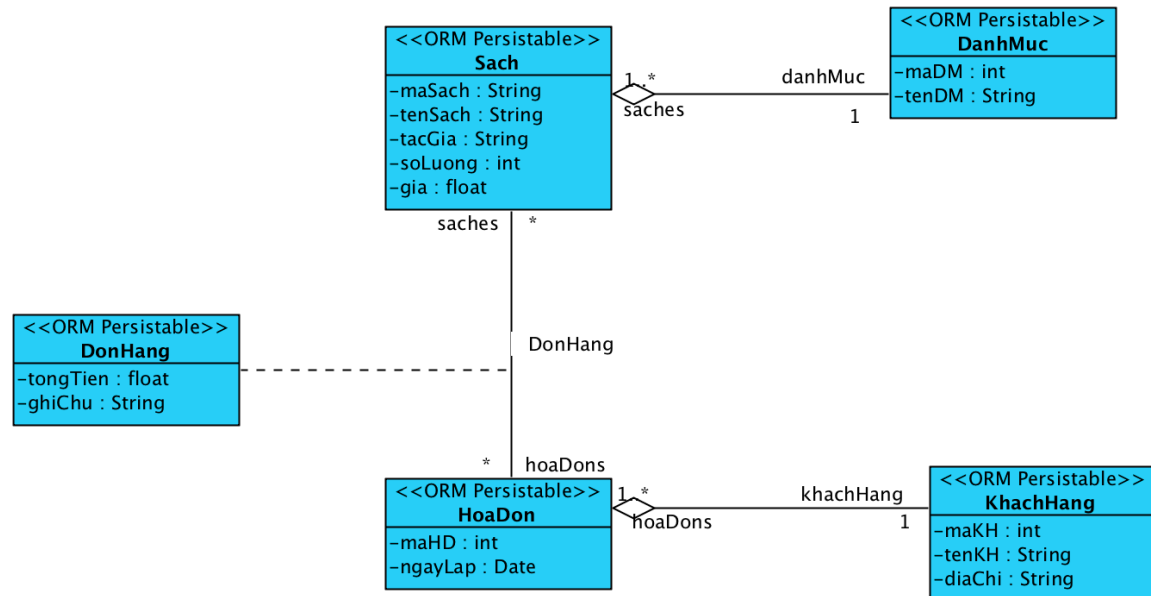 <<ORM Persistable>>
Sach
-maSach : String
-tenSach : String
-tacGia : String
-soLuong : int
-gia : float
1..*
saches
danhMuc
1
<<ORM Persistable>>
DanhMuc
-maDM : int
-tenDM : String
saches *
DonHang
<<ORM Persistable>>
DonHang
-tongTien : float
-ghiChu : String
* hoaDons
<<ORM Persistable>>
HoaDon
-maHD : int
-ngayLap : Date
1..*
hoaDons
khachHang
1
<<ORM Persistable>>
KhachHang
-maKH : int
-tenKH : String
-diaChi : String